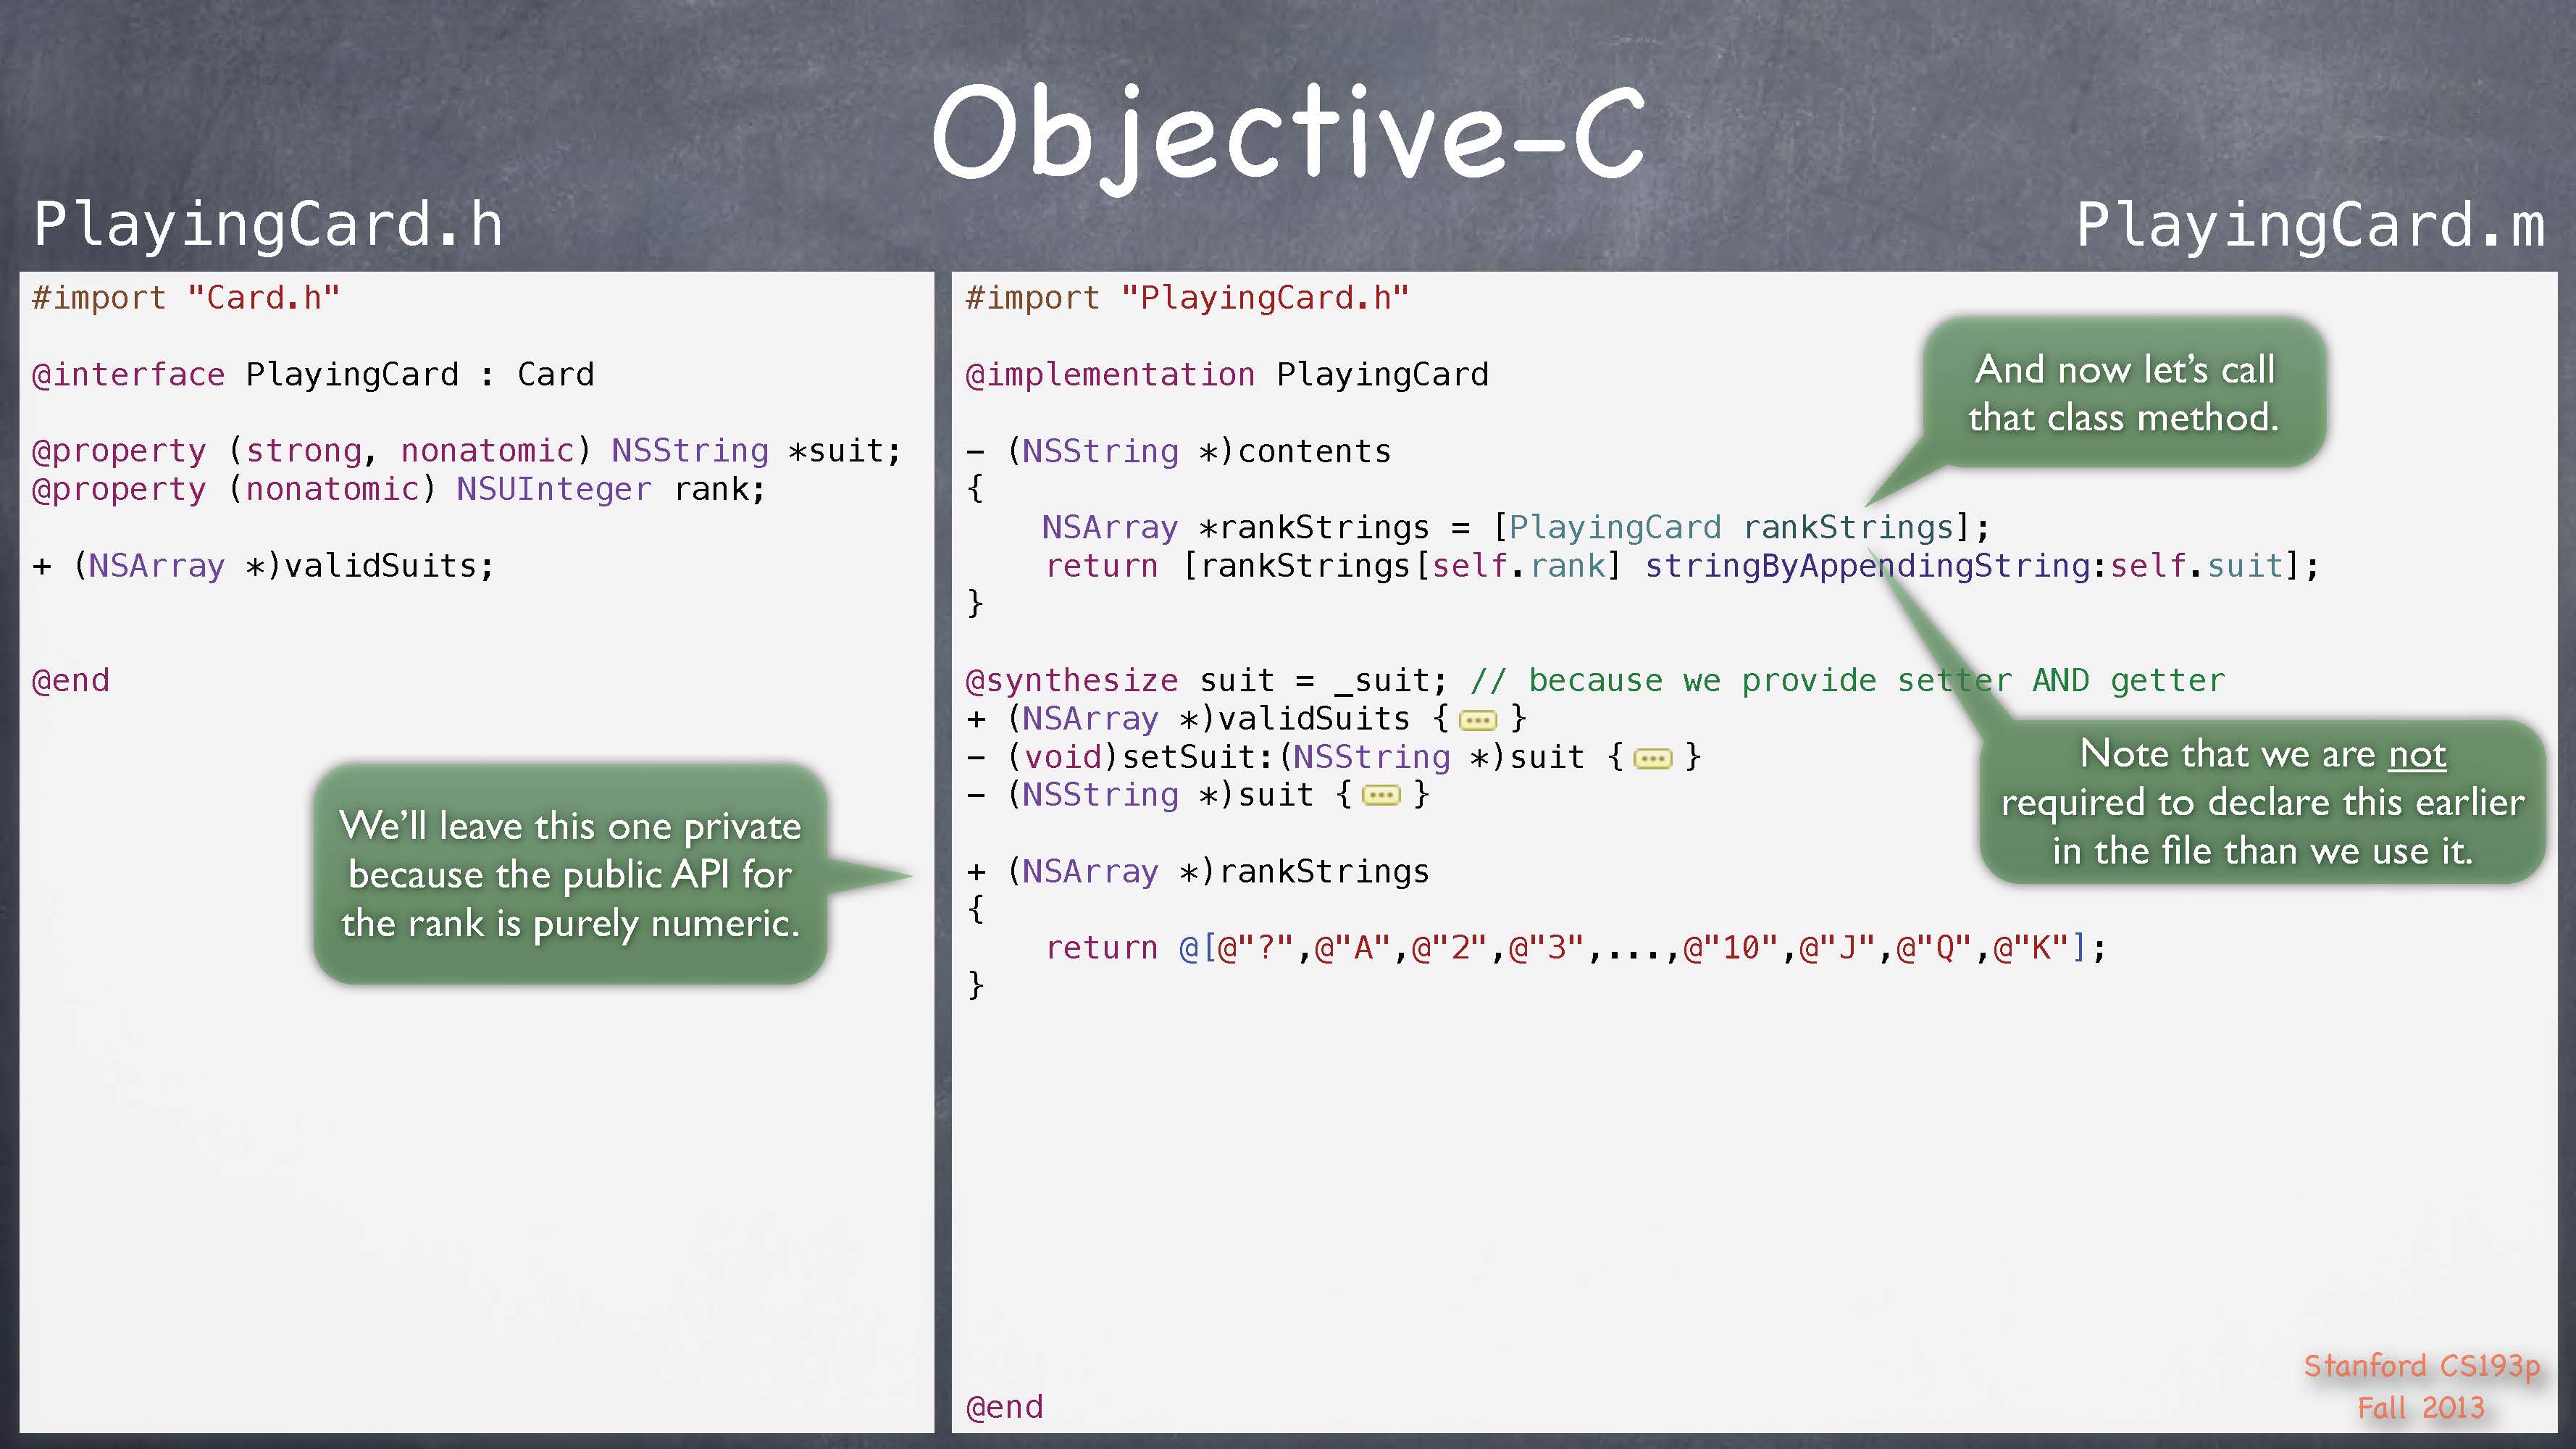 Objective-C
PlayingCard.h
PlayingCard.m
#import "Card.h"
@interface PlayingCard : Card
@property (strong, nonatomic) NSString *suit;
@property (nonatomic) NSUInteger rank;
+ (NSArray *)validSuits;
@end
We'll leave this one private
because the public API for
the rank is purely numeric.
#import "PlayingCard.h"
@implementation PlayingCard
- (NSString *)contents
{
    NSArray *rankStrings = [PlayingCard rankStrings];
    return [rankStrings[self.rank] stringByAppendingString:self.suit];
}
@synthesize suit = _suit; // because we provide setter AND getter
+ (NSArray *)validSuits { ... }
- (void)setSuit:(NSString *)suit { ... }
- (NSString *)suit { ... }
+ (NSArray *)rankStrings
{
    return @[@"?",@"A",@"2",@"3",...,@"10",@"J",@"Q",@"K"];
}
@end
And now let's call
that class method.
Note that we are not
required to declare this earlier
in the file than we use it.
Stanford CS193p
Fall 2013